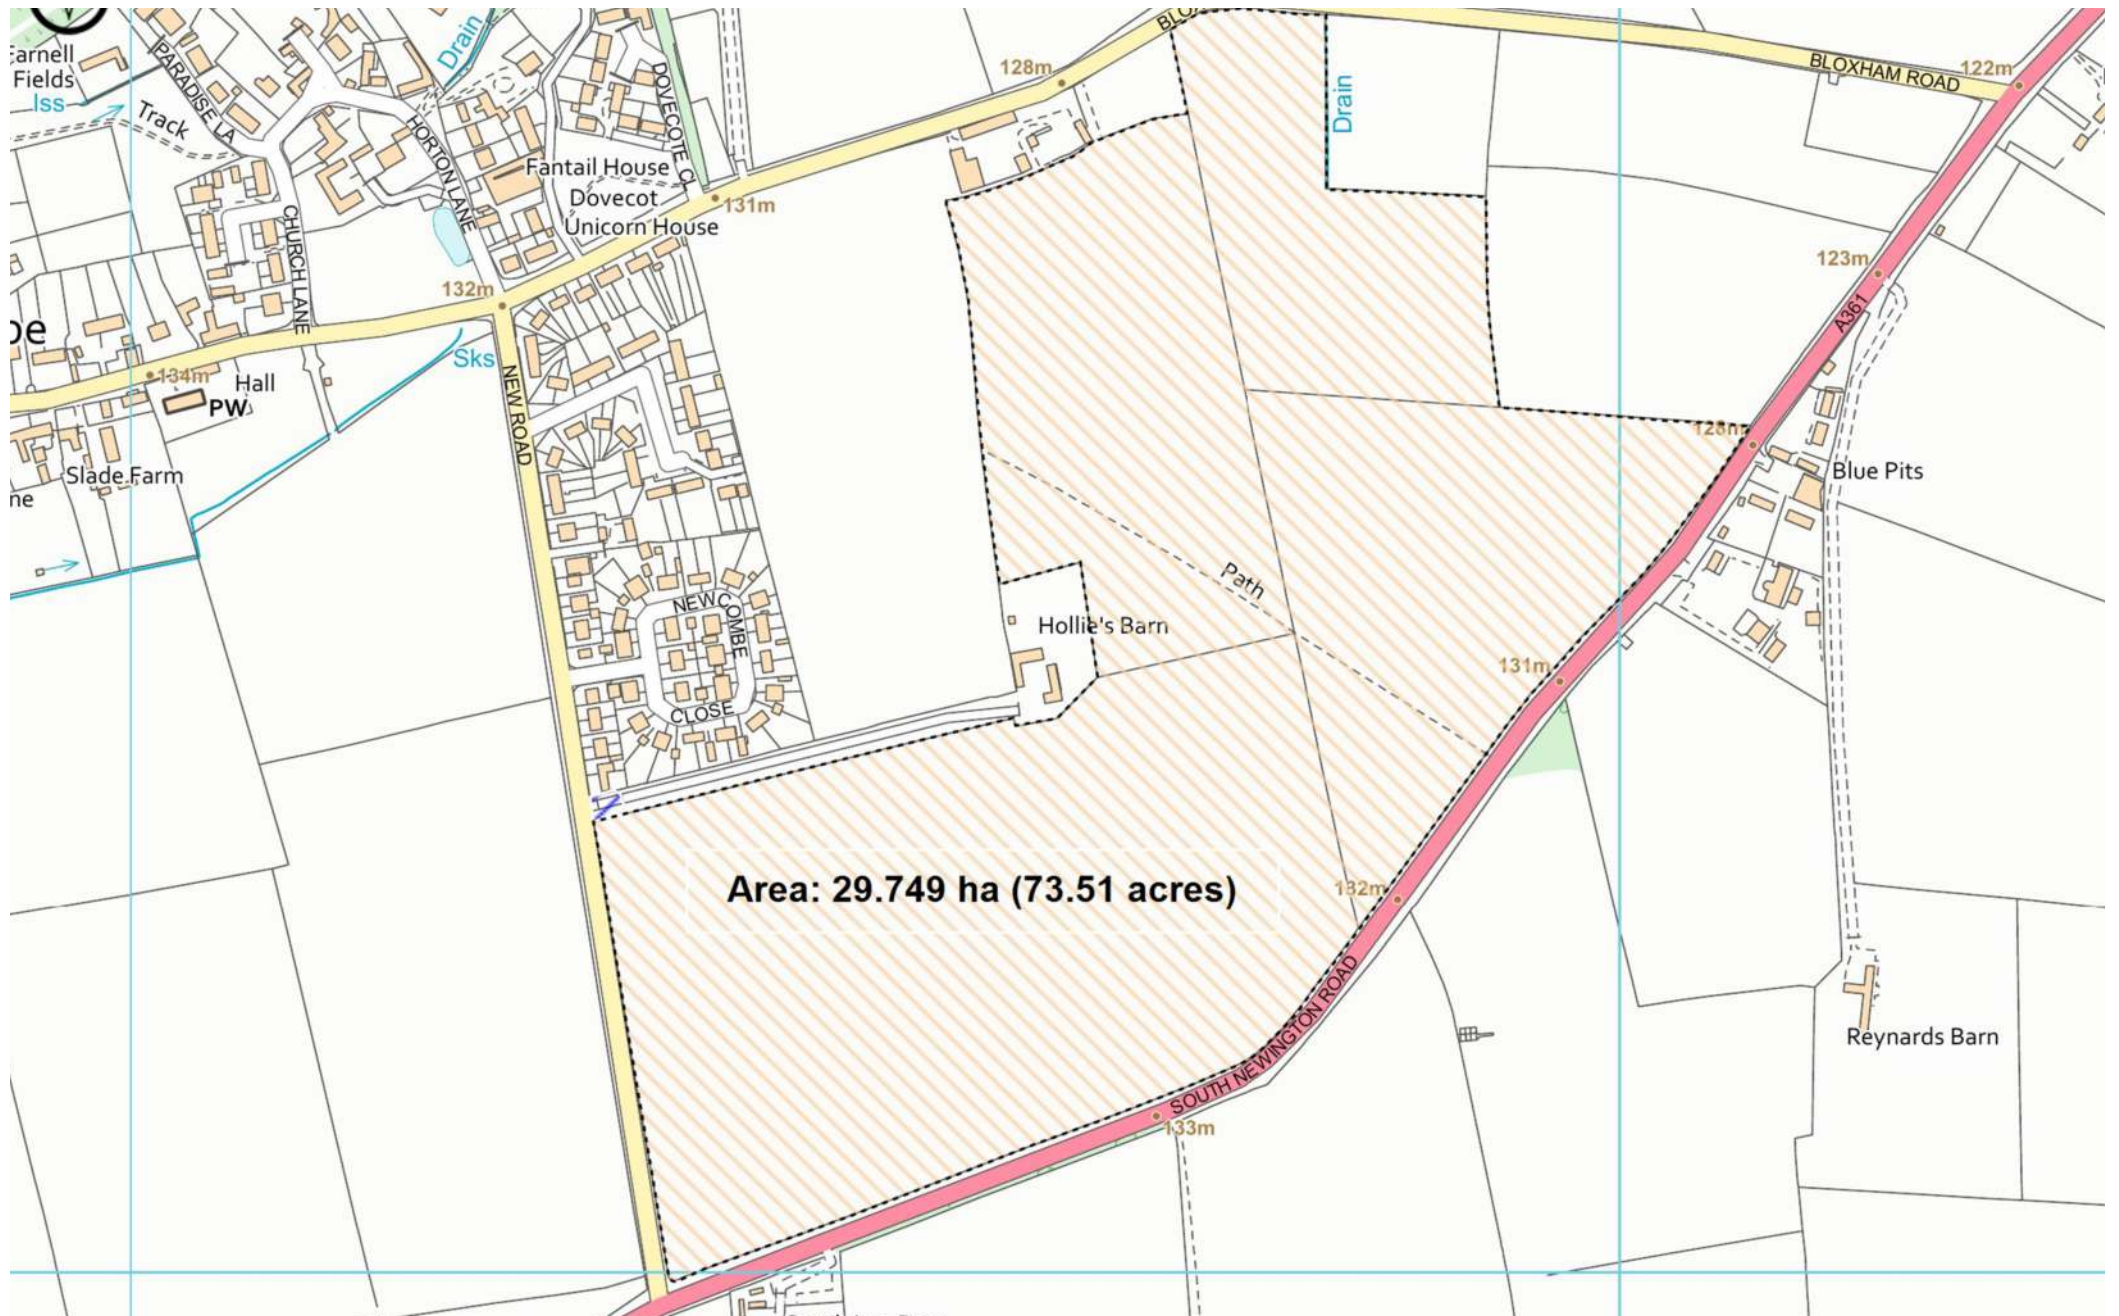 Farnell
Fields
Iss
Track
PARADISE LA
Drain
HORTON LANE
CHURCH LANE
DOVECOTE CL
Fantail House
Dovecot
Unicorn House
128m
131m
132m
134m
Hall
PW
Sks
NEW ROAD
Slade Farm
BLOXHAM ROAD
122m
Drain
123m
A361
128m
Blue Pits
Path
Hollie's Barn
NEWCOMBE
CLOSE
131m
Area: 29.749 ha (73.51 acres)
132m
SOUTH NEWINGTON ROAD
133m
Reynards Barn